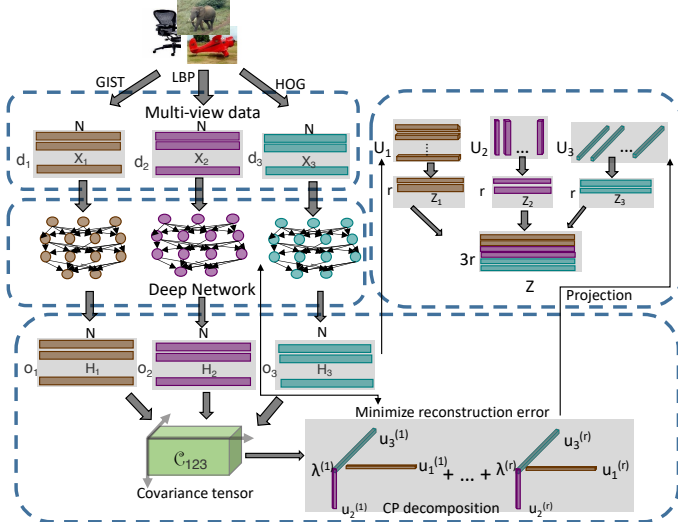 GIST
LBP
HOG
Multi-view data
N
N
N
d1
X1
d2
X2
d3
X3
Deep Network
N
N
N
o1
H1
o2
H2
o3
H3
C123
Covariance tensor
Minimize reconstruction error
λ(1)
u3(1)
u1(1)
u2(1)
+ ... +
λ(r)
u3(r)
u1(r)
u2(r)
CP decomposition
U1
U2
...
U3
...
r
Z1
r
Z2
r
Z3
3r
Z
Projection